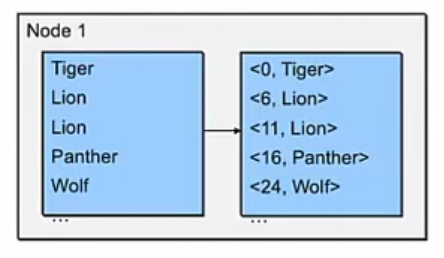 Node 1
Tiger
Lion
Lion
Panther
Wolf
...
<0, Tiger>
<6, Lion>
<11, Lion>
<16, Panther>
<24, Wolf>
...